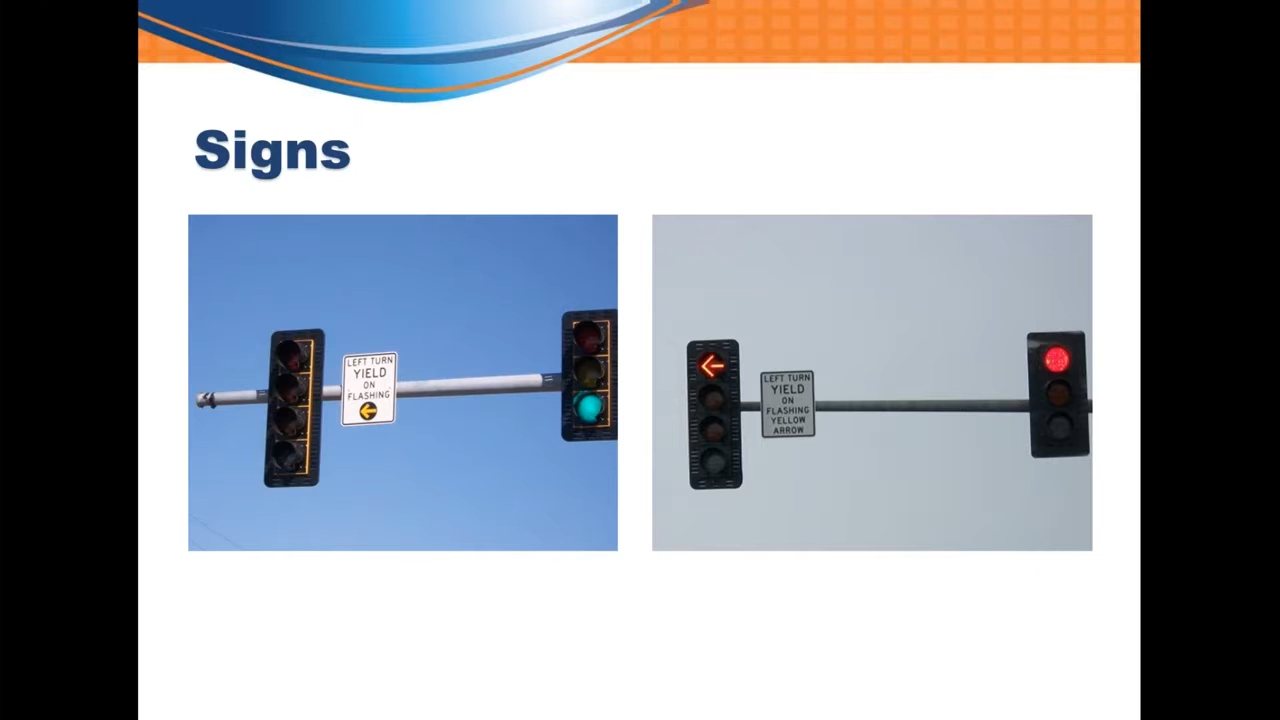 Signs
LEFT TURN
YIELD
ON
FLASHING
LEFT TURN
YIELD
ON
FLASHING
YELLOW
ARROW